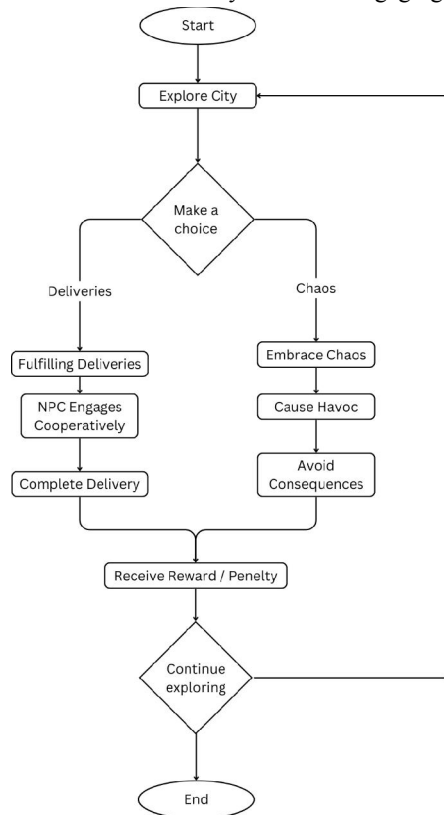 Start
Explore City
Make a
choice
Deliveries
Chaos
Fulfilling Deliveries
Embrace Chaos
NPC Engages
Cooperatively
Cause Havoc
Complete Delivery
Avoid
Consequences
Receive Reward / Penelty
Continue
exploring
End